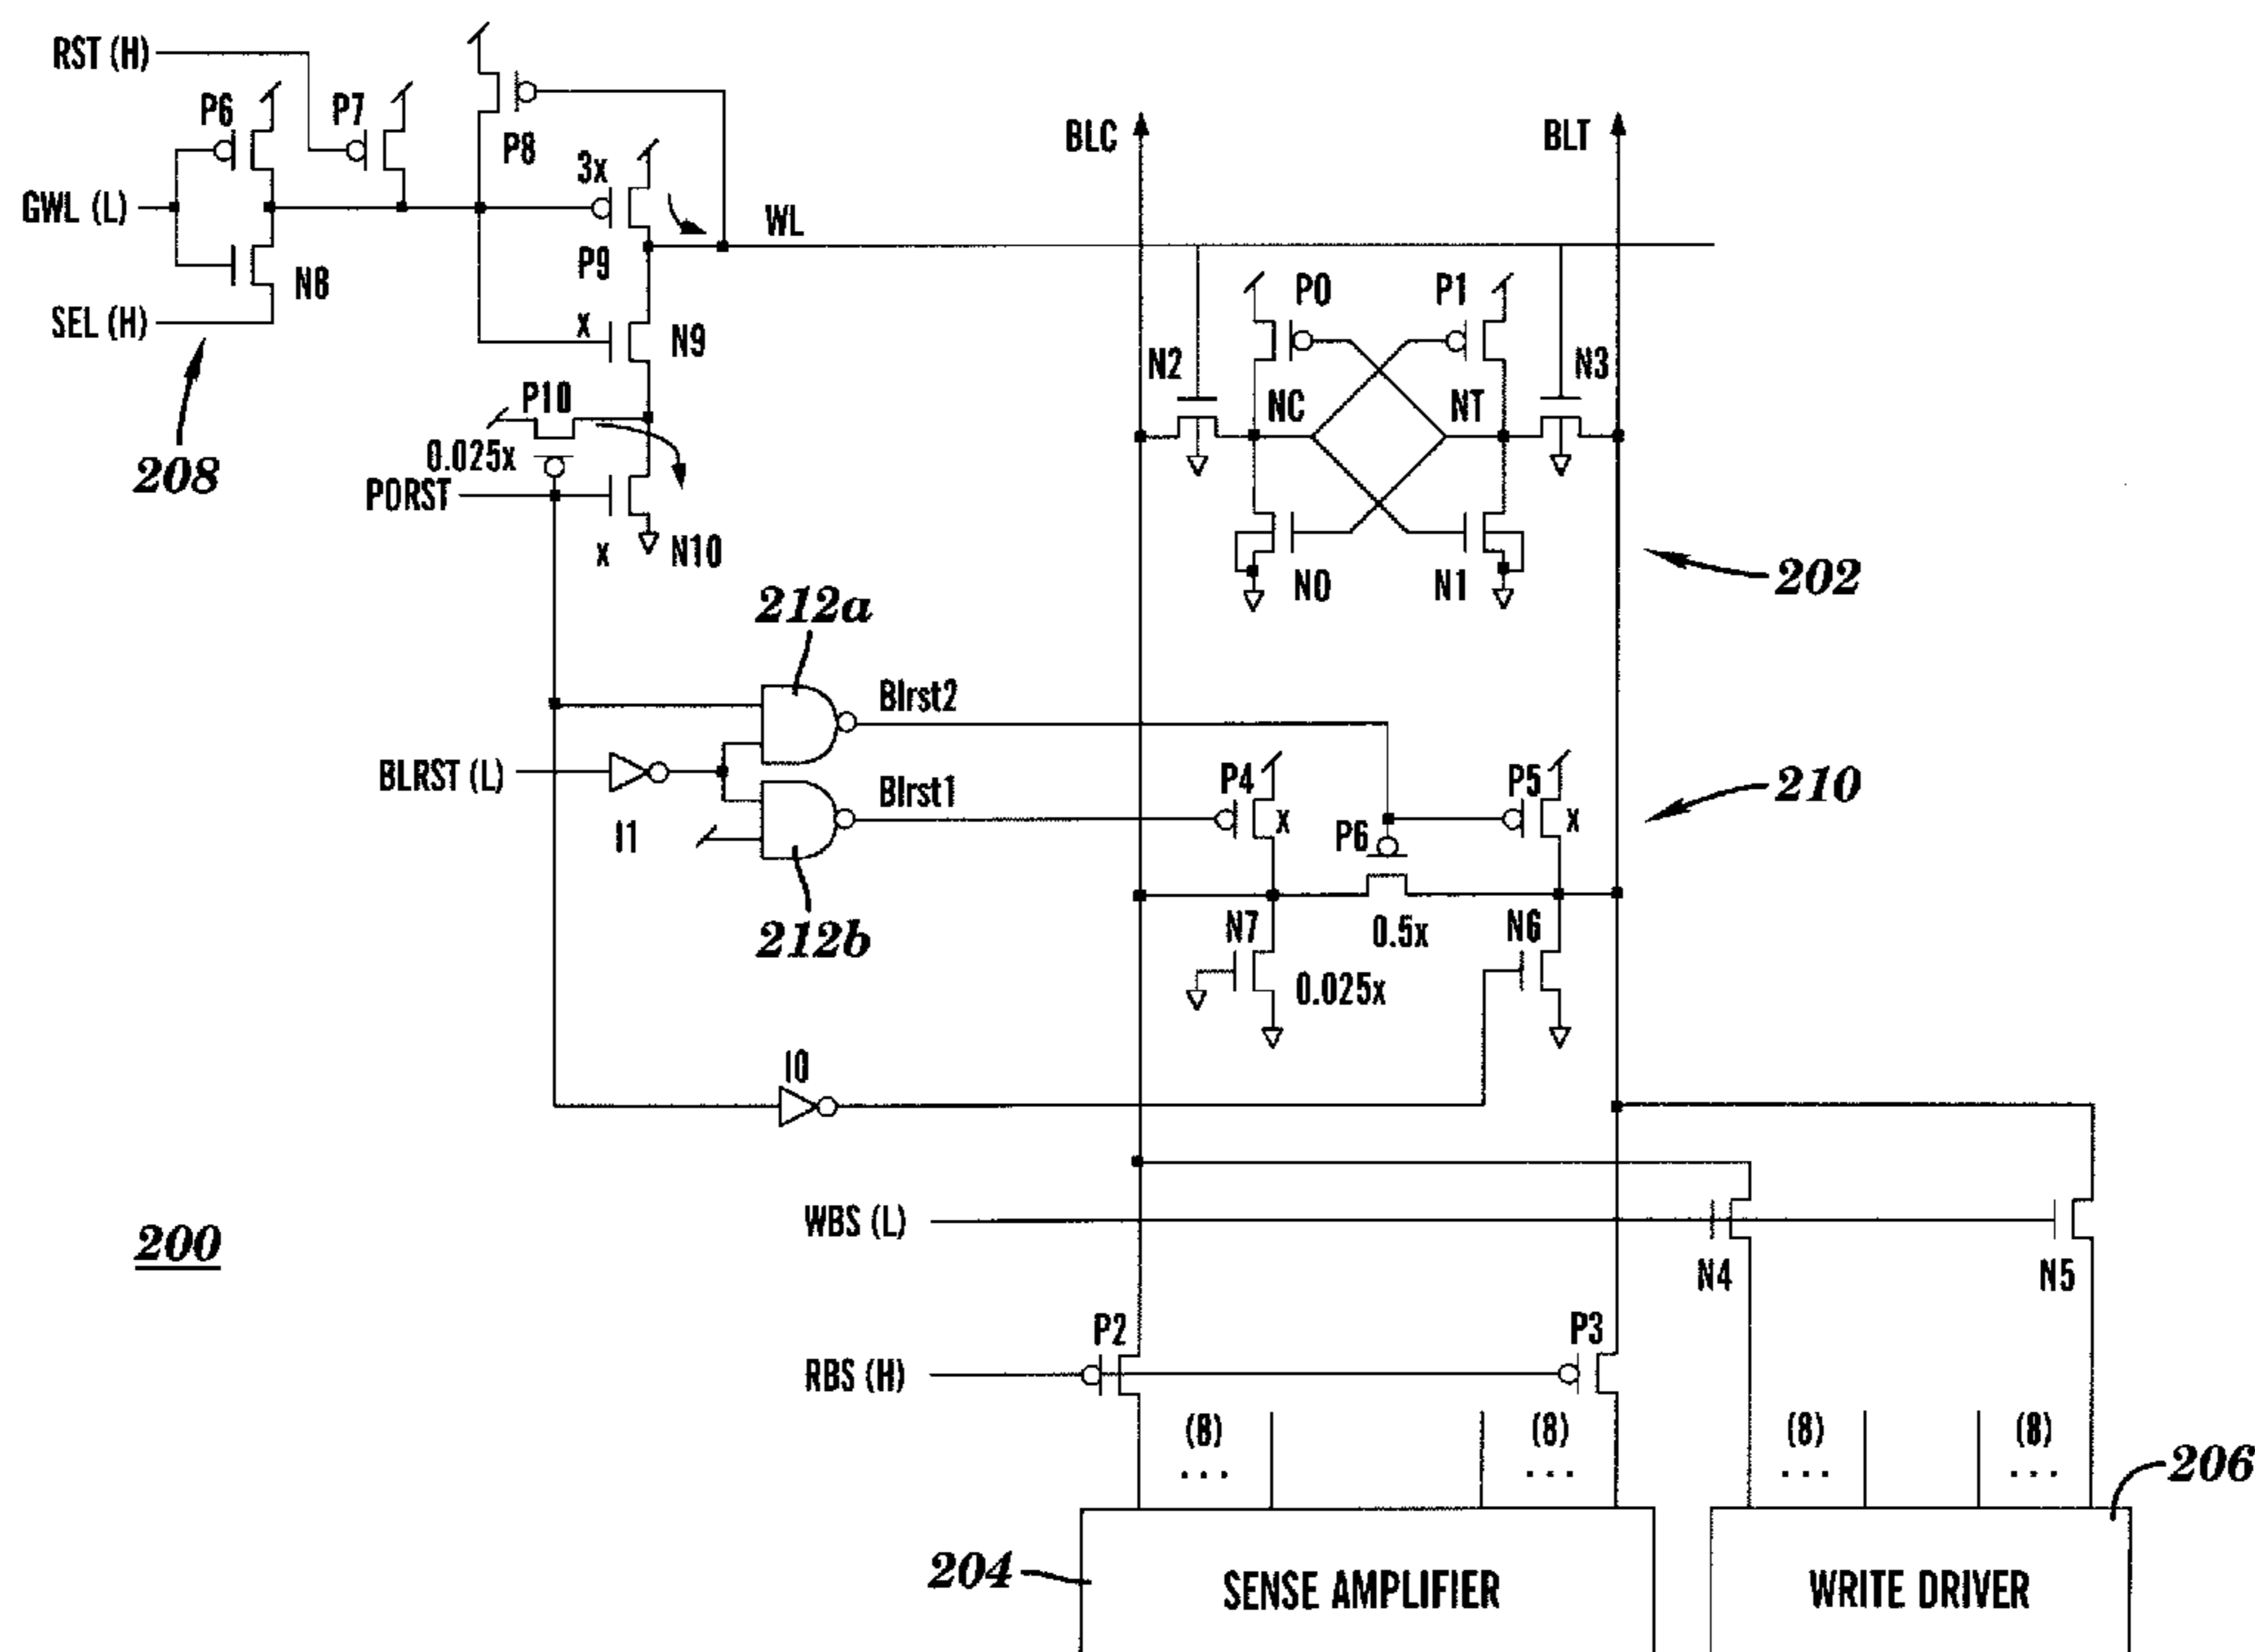 RST (H)
P6
P7
P8
GWL (L)
3x
WL
BLC
BLT
P9
N8
SEL (H)
x
N9
P0
P1
N2
N3
NC
NT
P10
208
0.025x
PORST
x
N10
N0
N1
202
212a
Blrst2
BLRST (L)
I1
Blrst1
212b
P4
x
P6
P5
x
210
N7
0.025x
0.5x
N6
I0
200
WBS (L)
N4
N5
RBS (H)
P2
P3
(8)
...
(8)
...
(8)
...
(8)
...
206
204
SENSE AMPLIFIER
WRITE DRIVER